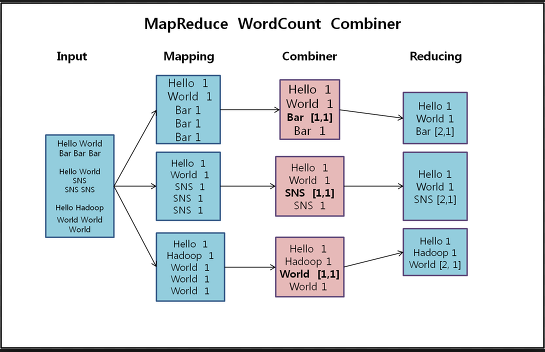 MapReduce WordCount Combiner
Input
Mapping
Combiner
Reducing
Hello World
Bar Bar Bar
Hello World
SNS
SNS SNS
Hello Hadoop
World World
World
Hello 1
World 1
Bar 1
Bar 1
Bar 1
Hello 1
World 1
SNS 1
SNS 1
SNS 1
Hello 1
Hadoop 1
World 1
World 1
World 1
Hello 1
World 1
Bar [1,1]
Bar 1
Hello 1
World 1
SNS [1,1]
SNS 1
Hello 1
Hadoop 1
World [1,1]
World 1
Hello 1
World 1
Bar [2,1]
Hello 1
World 1
SNS [2,1]
Hello 1
Hadoop 1
World [2, 1]